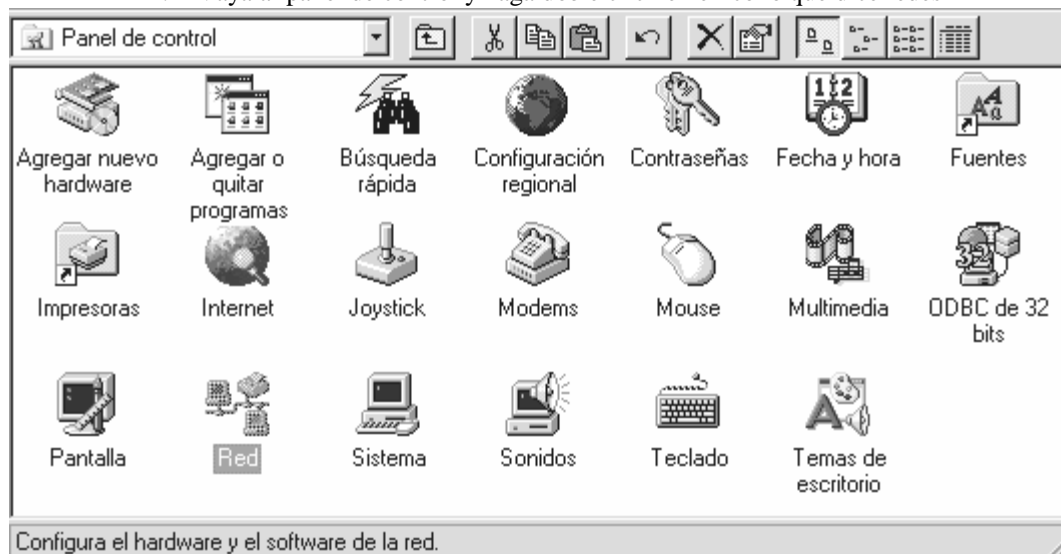 Panel de control
Agregar nuevo hardware
Agregar o quitar programas
Búsqueda rápida
Configuración regional
Contraseñas
Fecha y hora
Fuentes
Impresoras
Internet
Joystick
Modems
Mouse
Multimedia
ODBC de 32 bits
Pantalla
Red
Sistema
Sonidos
Teclado
Temas de escritorio
Configura el hardware y el software de la red.